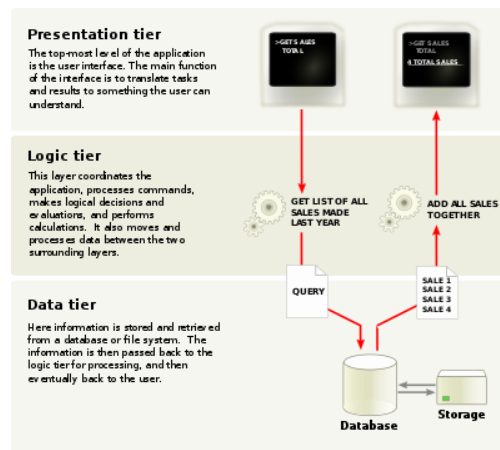 Presentation tier
The top-most level of the application
is the user interface. The main function
of the interface is to translate tasks
and results to something the user can
understand.
>GET SALES
TOTAL
>GET SALES
TOTAL
4 TOTAL SALES
Logic tier
This layer coordinates the
application, processes commands,
makes logical decisions and
evaluations, and performs
calculations. It also moves and
processes data between the two
surrounding layers.
GET LIST OF ALL
SALES MADE
LAST YEAR
ADD ALL SALES
TOGETHER
Data tier
Here information is stored and retrieved
from a database or file system. The
information is then passed back to the
logic tier for processing, and then
eventually back to the user.
QUERY
SALE 1
SALE 2
SALE 3
SALE 4
Database
Storage